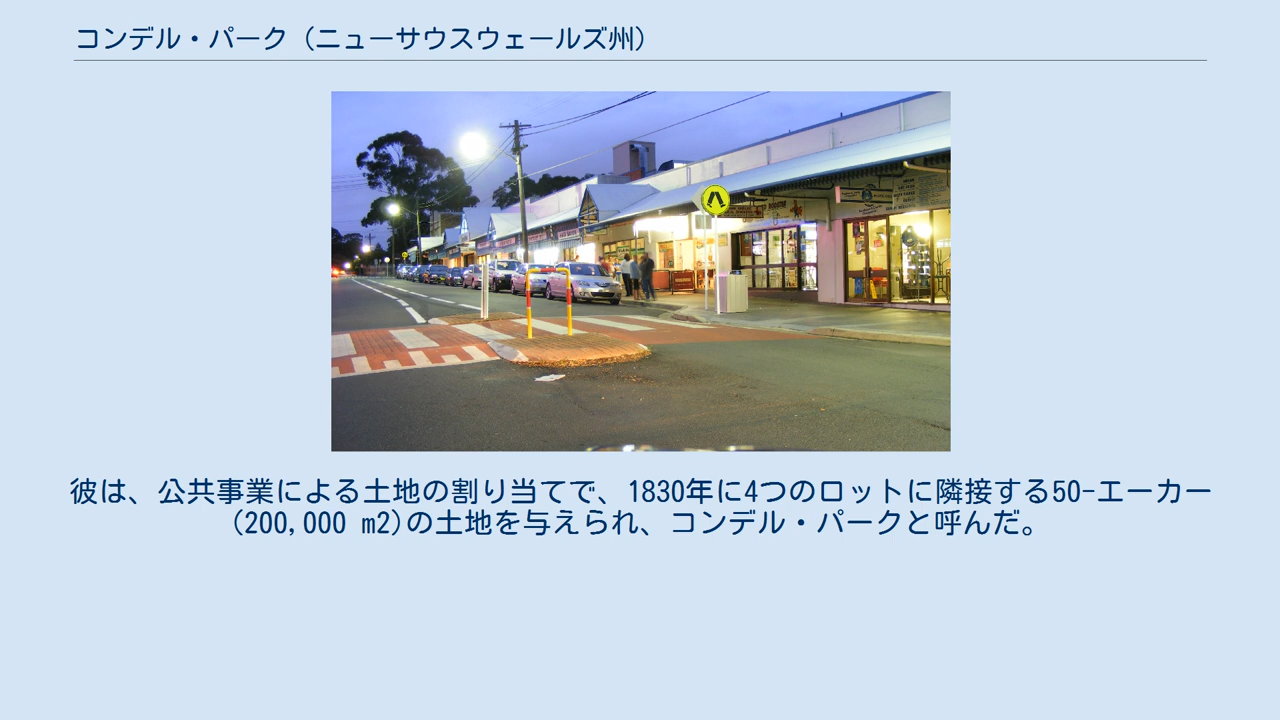 コンデル・パーク (ニューサウスウェールズ州)
彼は、公共事業による土地の割り当てで、1830年に4つのロットに隣接する50-エーカー
(200,000 m2)の土地を与えられ、コンデル・パークと呼んだ。